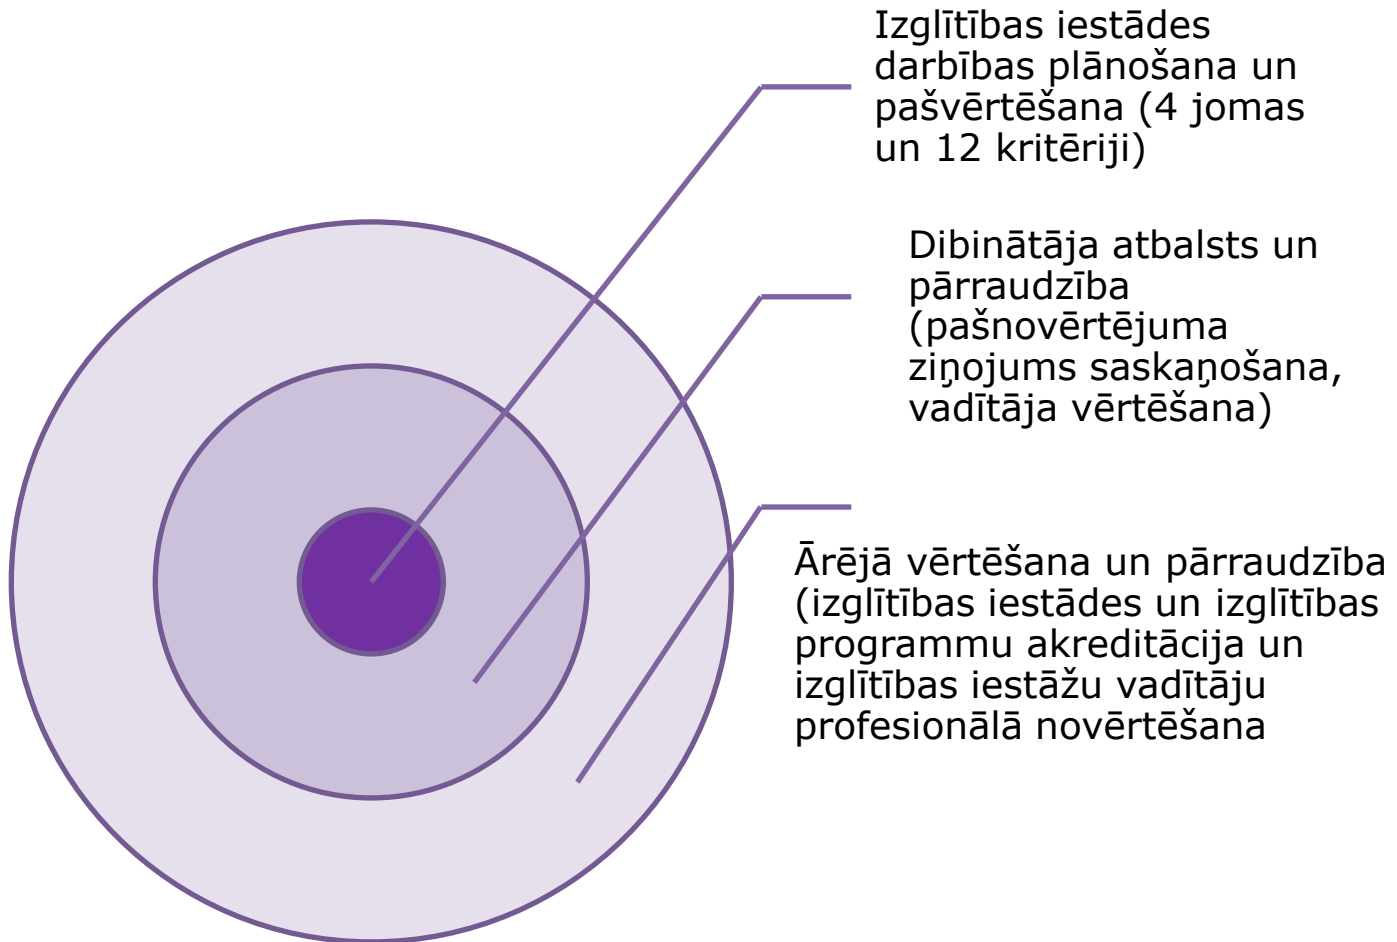 Izglītības iestādes
darbības plānošana un
pašvērtēšana (4 jomas
un 12 kritēriji)
Dibinātāja atbalsts un
pārraudzība
(pašnovērtējuma
ziņojums saskaņošana,
vadītāja vērtēšana)
Ārējā vērtēšana un pārraudzība
(izglītības iestādes un izglītības
programmu akreditācija un
izglītības iestāžu vadītāju
profesionālā novērtēšana